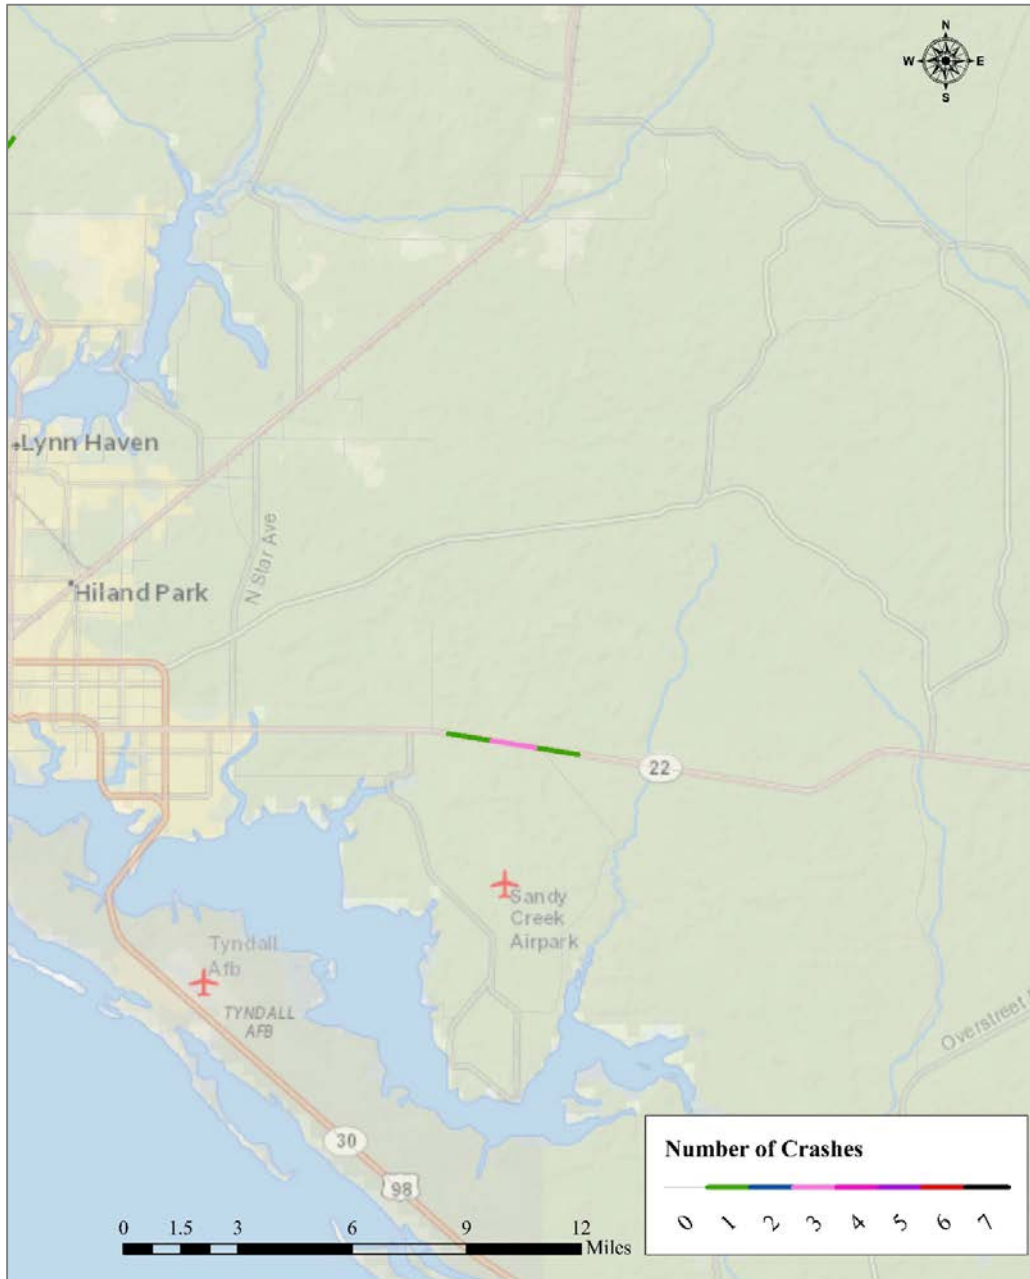 N
W E
S
Lynn Haven
N Star Ave
Hiland Park
22
Sandy
Creek
Airpark
Tyndall
Afb
TYNDALL
AFB
Overstreet
30
98
Number of Crashes
0 1 2 3 4 5 6 7
0 1.5 3 6 9 12
Miles